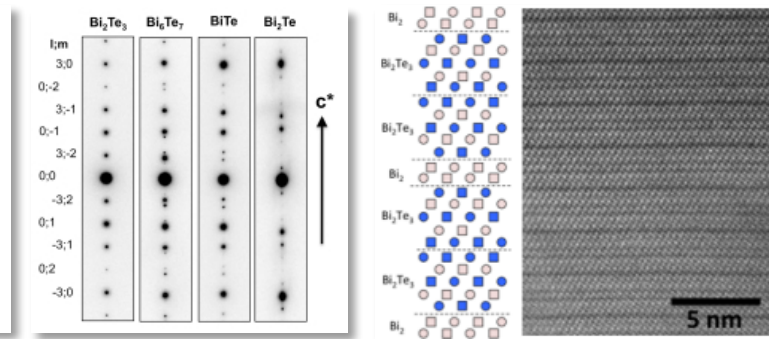 Bi₂Te₃ Bi₆Te₇ BiTe Bi₂Te
l;m
3;0
0;-2
3;-1
0;-1
3;-2
0;0
-3;2
0;1
-3;1
0;2
-3;0
c*
Bi₂
Bi₂Te₃
Bi₂Te₃
Bi₂
Bi₂Te₃
Bi₂Te₃
Bi₂
5 nm